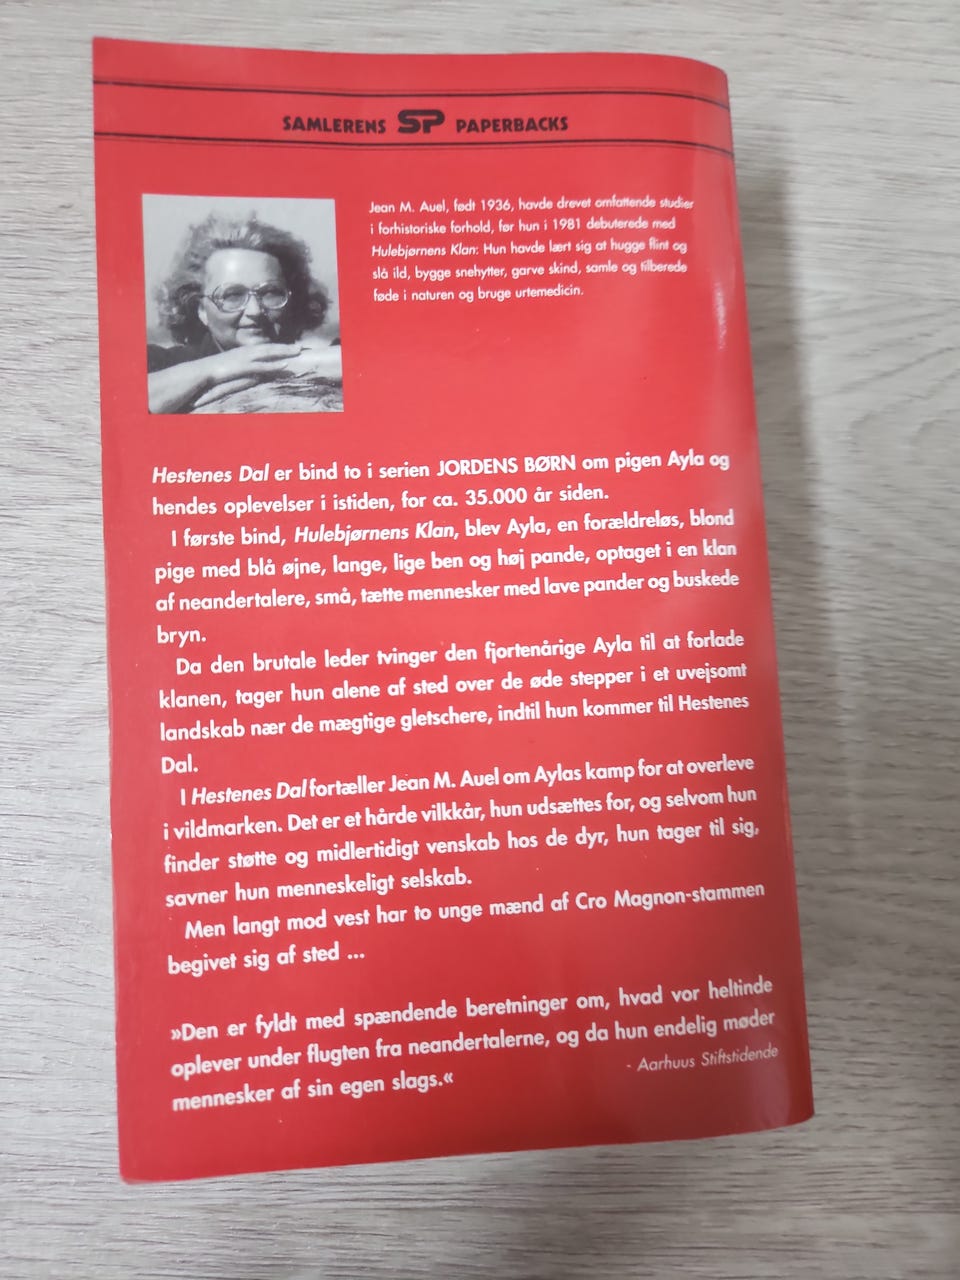 SAMLERENS SP PAPERBACKS
Jean M. Auel, født 1936, havde drevet omfattende studier
i forhistoriske forhold, før hun i 1981 debuterede med
Hulebjørnens Klan: Hun havde lært sig at hugge flint og
slå ild, bygge snehytter, garve skind, samle og tilberede
føde i naturen og bruge urtemedicin.
Hestenes Dal er bind to i serien JORDENS BØRN om pigen Ayla og
hendes oplevelser i istiden, for ca. 35.000 år siden.
I første bind, Hulebjørnens Klan, blev Ayla, en forældreløs, blond
pige med blå øjne, lange, lige ben og høj pande, optaget i en klan
af neandertalere, små, tætte mennesker med lave pander og buskede
bryn.
Da den brutale leder tvinger den fjortenårige Ayla til at forlade
klanen, tager hun alene af sted over de øde stepper i et uvejsomt
landskab nær de mægtige gletschere, indtil hun kommer til Hestenes
Dal.
I Hestenes Dal fortæller Jean M. Auel om Aylas kamp for at overleve
i vildmarken. Det er et hårde vilkkår, hun udsættes for, og selvom hun
finder støtte og midlertidigt venskab hos de dyr, hun tager til sig,
savner hun menneskeligt selskab.
Men langt mod vest har to unge mænd af Cro Magnon-stammen
begivet sig af sted ...
»Den er fyldt med spændende beretninger om, hvad vor heltinde
oplever under flugten fra neandertalerne, og da hun endelig møder
mennesker af sin egen slags.«
- Aarhuus Stiftstidende